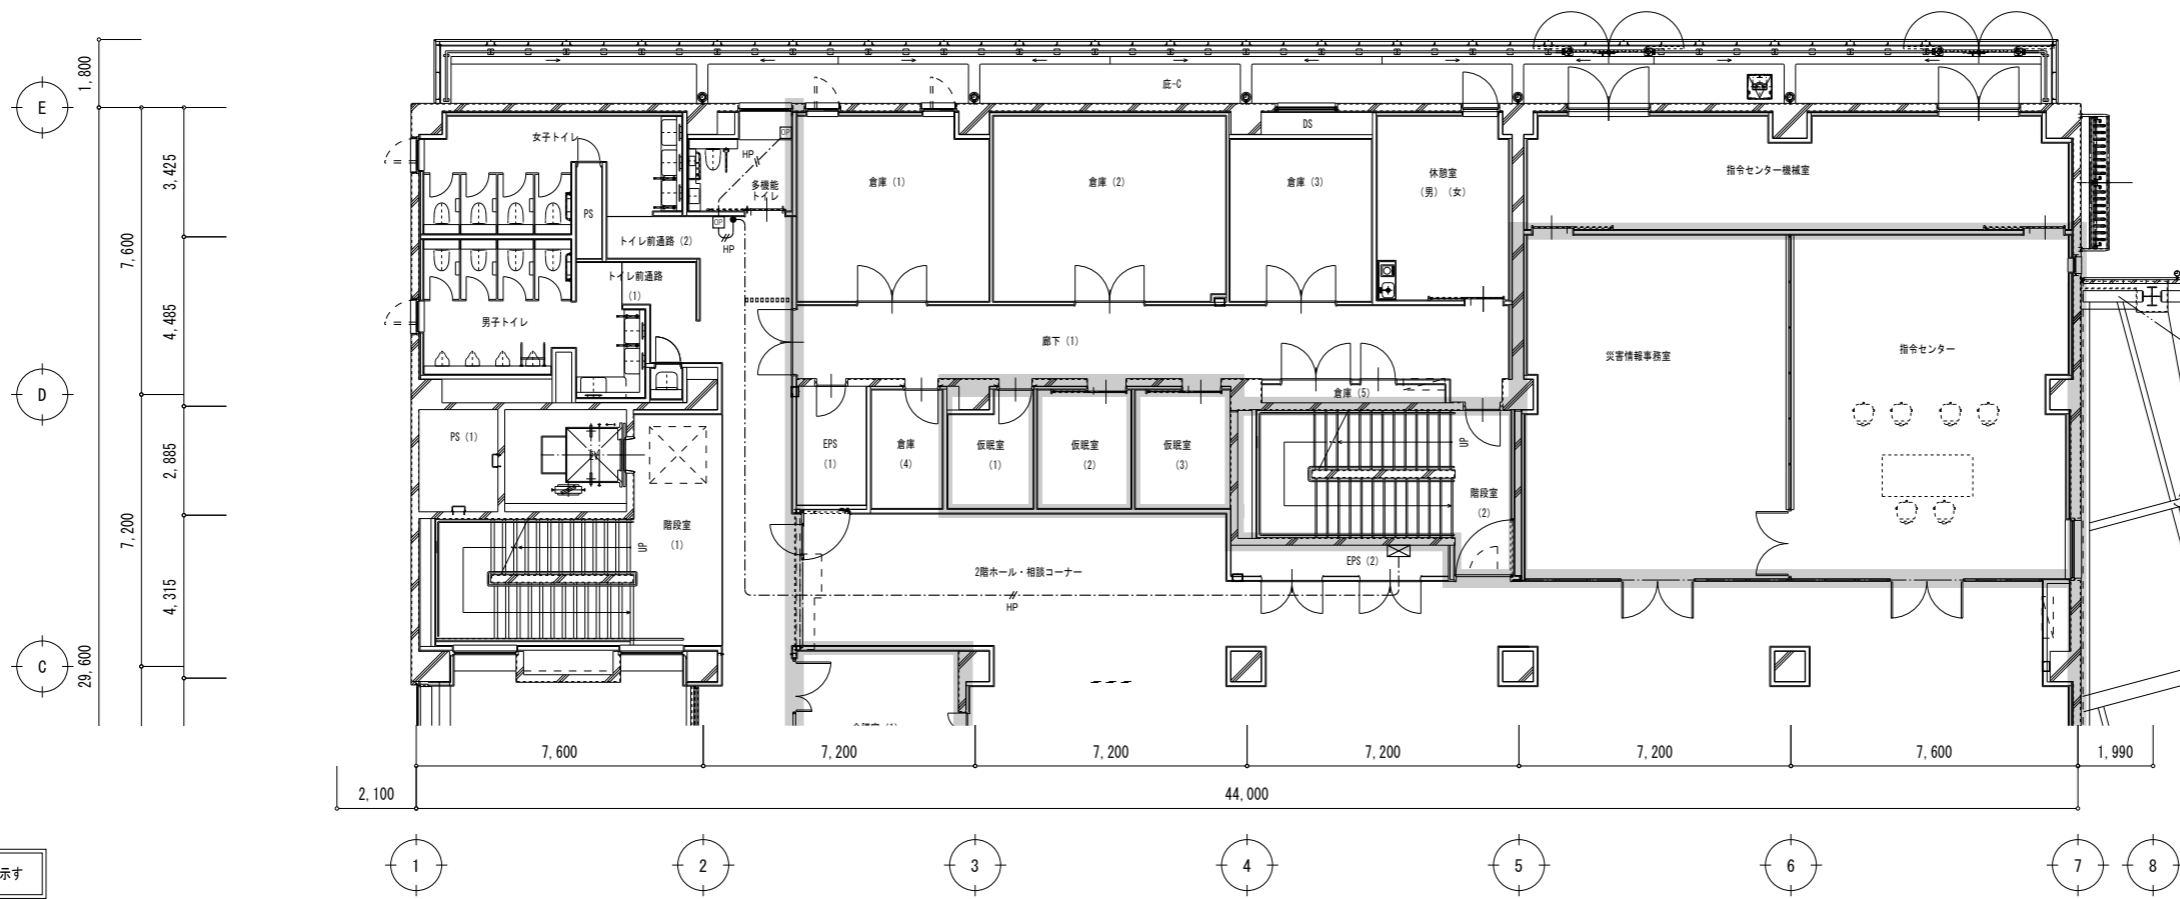 E
1,800
庇-C
DS
女子トイレ
OP
HP
多機能
トイレ
倉庫 (1)
倉庫 (2)
倉庫 (3)
休憩室
(男) (女)
指令センター機械室
3,425
7,600
PS
OP
トイレ前通路 (2)
HP
トイレ前通路
(1)
4,485
男子トイレ
廊下 (1)
災害情報事務室
指令センター
D
倉庫 (5)
PS (1)
EV
EPS
(1)
倉庫
(4)
仮眠室
(1)
仮眠室
(2)
仮眠室
(3)
UP
階段室
(2)
2,885
7,200
階段室
(1)
UP
EPS (2)
2階ホール・相談コーナー
HP
4,315
C
29,600
7,600
7,200
7,200
7,200
7,200
7,600
1,990
2,100
44,000
1
2
3
4
5
6
7
8
示す